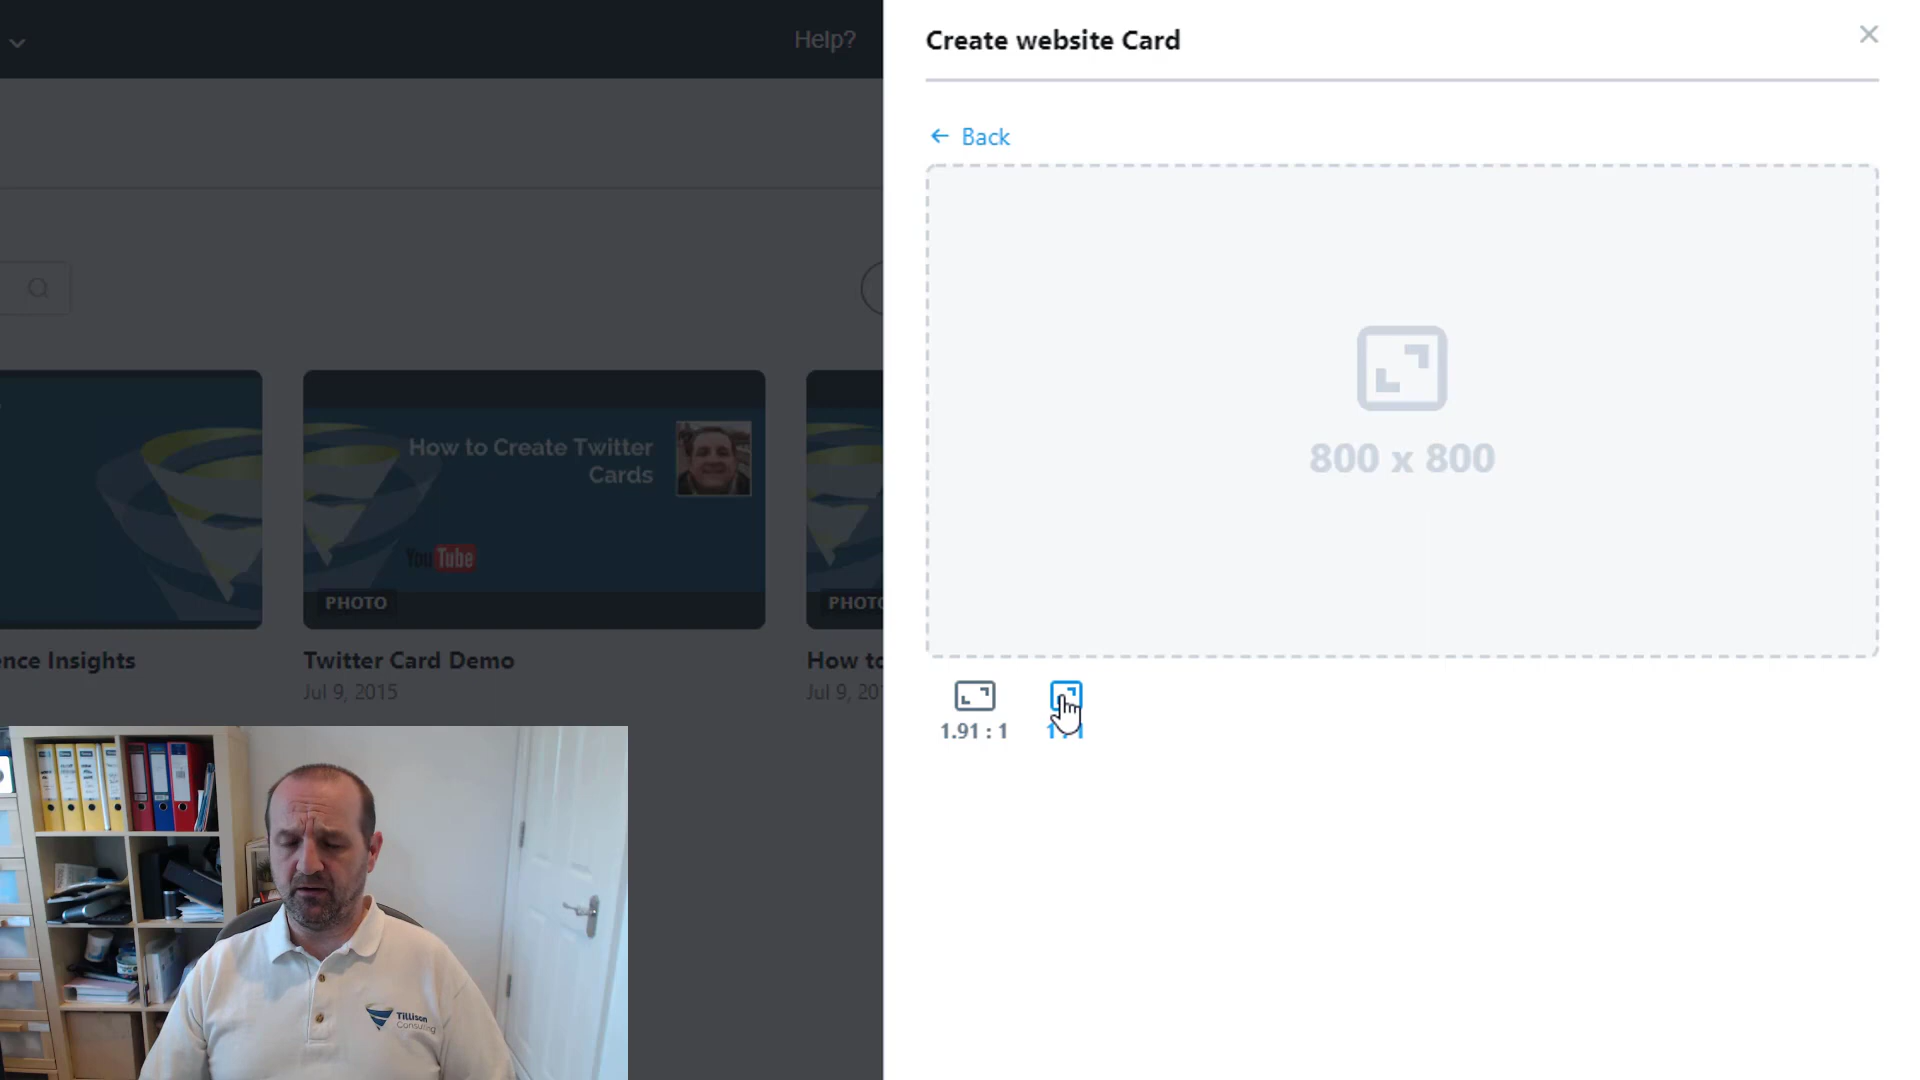 Help?
Create website Card
Back
800 x 800
1.91 : 1
How to Create Twitter
Cards
YouTube
PHOTO
PHOTO
nce Insights
Twitter Card Demo
How to
Jul 9, 2015
Jul 9, 20
Tillison
Consulting